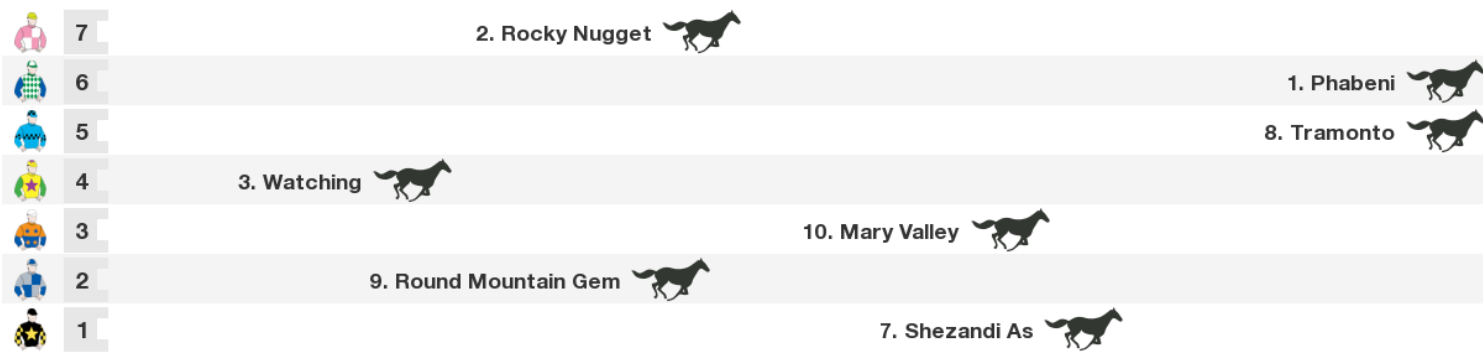 7 2. Rocky Nugget
6 1. Phabeni
5 8. Tramonto
4 3. Watching
3 10. Mary Valley
2 9. Round Mountain Gem
1 7. Shezandi As